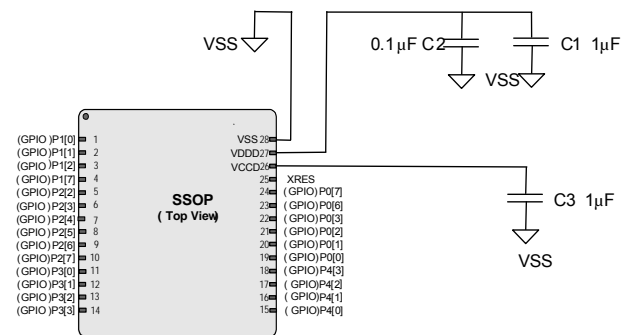 VSS
0.1µF C2
C1 1µF
VSS
(GPIO)P1[0] 1
(GPIO)P1[1] 2
(GPIO)P1[2] 3
(GPIO)P1[7] 4
(GPIO)P2[2] 5
(GPIO)P2[3] 6
(GPIO)P2[4] 7
(GPIO)P2[5] 8
(GPIO)P2[6] 9
(GPIO)P2[7] 10
(GPIO)P3[0] 11
(GPIO)P3[1] 12
(GPIO)P3[2] 13
(GPIO)P3[3] 14
SSOP
(Top View)
VSS 28
VDDD 27
VCCD 26
25 XRES
24 (GPIO)P0[7]
23 (GPIO)P0[6]
22 (GPIO)P0[3]
21 (GPIO)P0[2]
20 (GPIO)P0[1]
19 (GPIO)P0[0]
18 (GPIO)P4[3]
17 (GPIO)P4[2]
16 (GPIO)P4[1]
15 (GPIO)P4[0]
C3 1µF
VSS